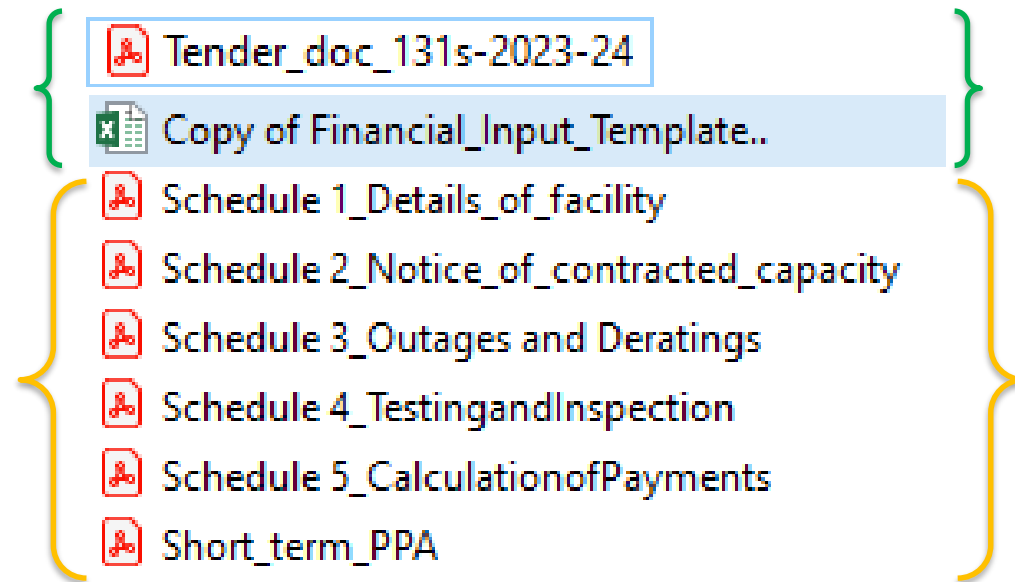 Tender_doc_131s-2023-24
Copy of Financial_Input_Template..
Schedule 1_Details_of_facility
Schedule 2_Notice_of_contracted_capacity
Schedule 3_Outages and Deratings
Schedule 4_TestingandInspection
Schedule 5_CalculationofPayments
Short_term_PPA